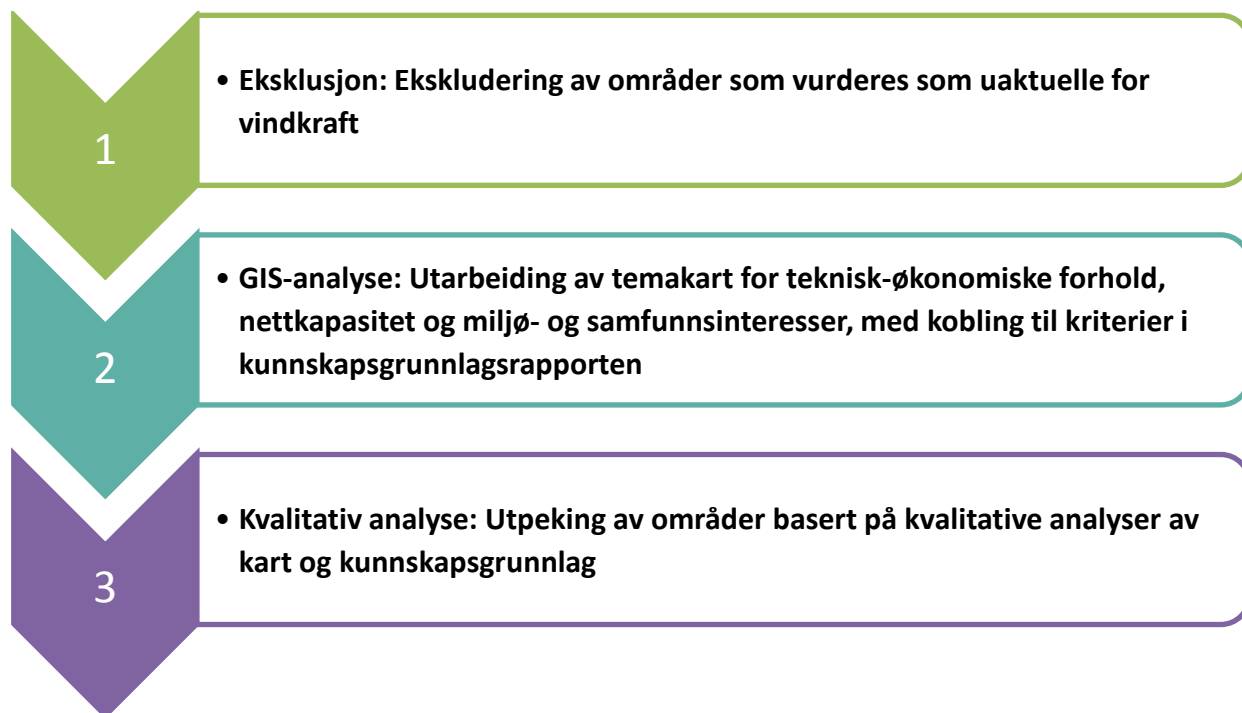 1
• Eksklusjon: Ekskludering av områder som vurderes som uaktuelle for
vindkraft
2
• GIS-analyse: Utarbeiding av temakart for teknisk-økonomiske forhold,
nettkapasitet og miljø- og samfunnsinteresser, med kobling til kriterier i
kunnskapsgrunnlagsrapporten
3
• Kvalitativ analyse: Utpeking av områder basert på kvalitative analyser av
kart og kunnskapsgrunnlag